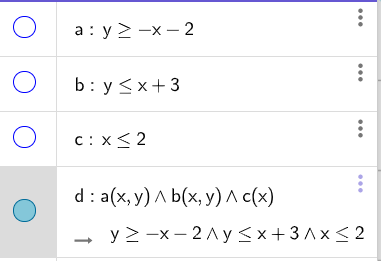 a : y ≥ −x − 2
b : y ≤ x + 3
c : x ≤ 2
d : a(x, y) ∧ b(x, y) ∧ c(x)
→ y ≥ −x − 2 ∧ y ≤ x + 3 ∧ x ≤ 2